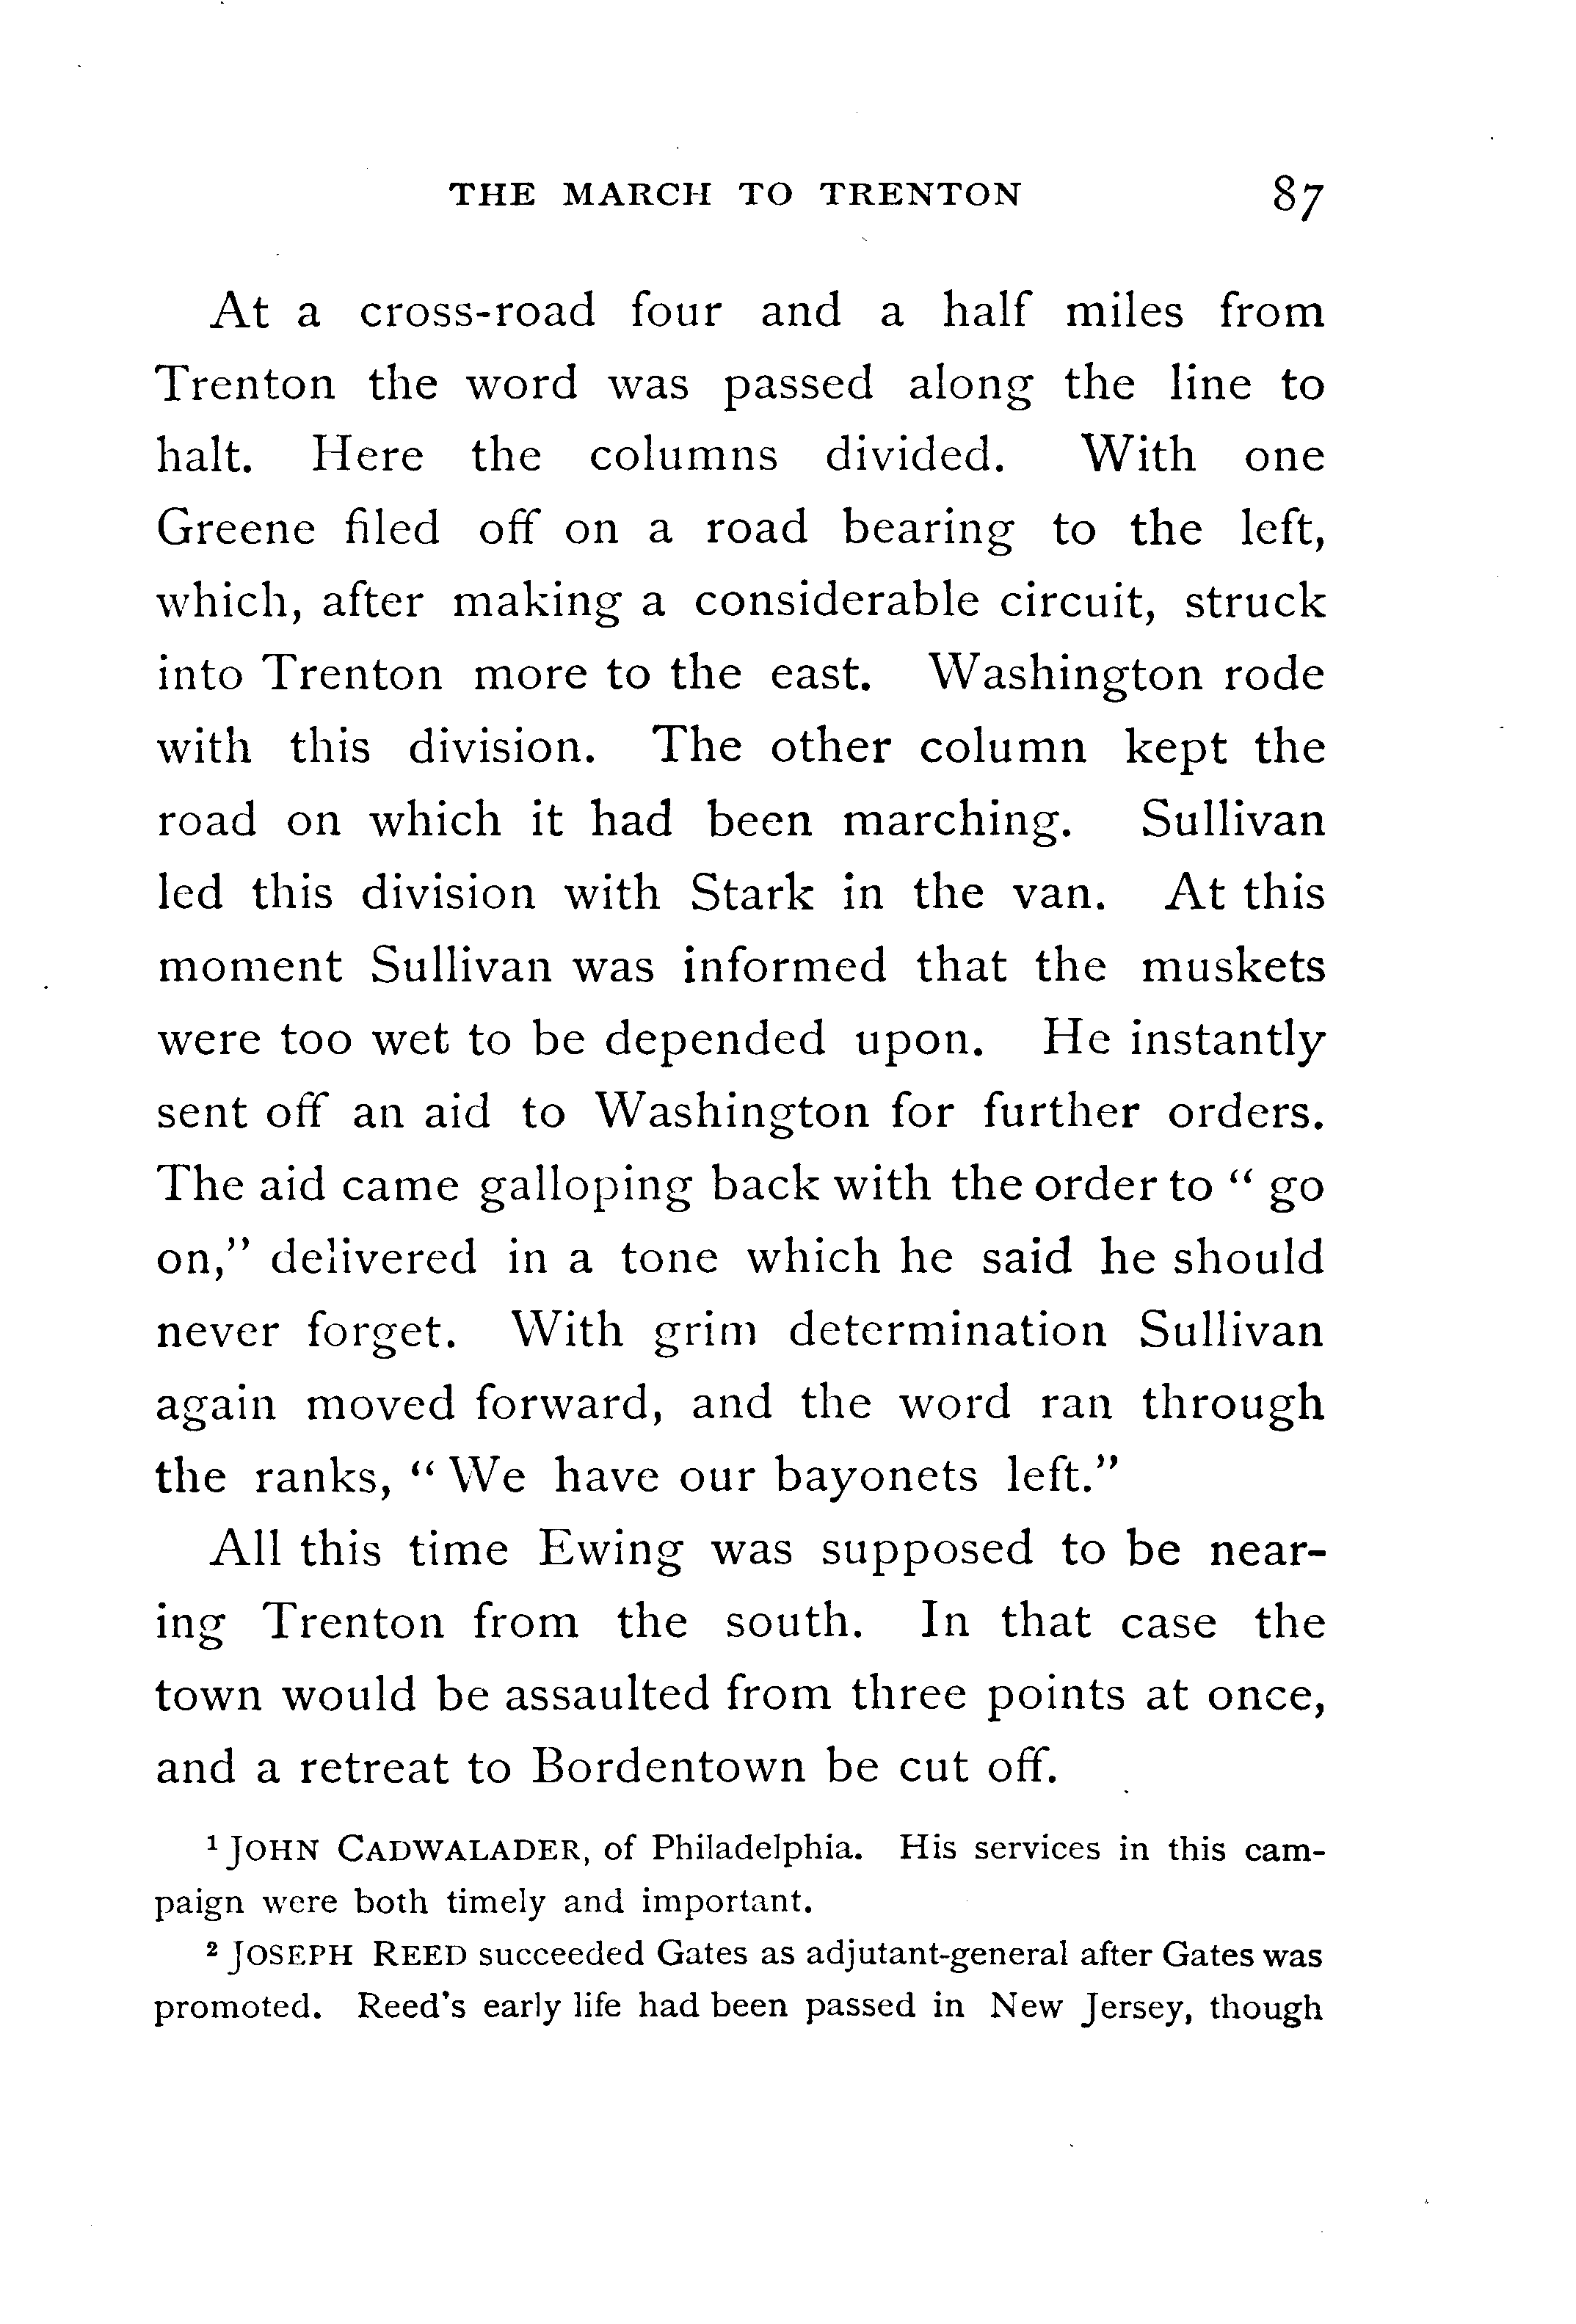 THE MARCH TO TRENTON 87
At a cross-road four and a half miles from
Trenton the word was passed along the line to
halt. Here the columns divided. With one
Greene filed off on a road bearing to the left,
which, after making a considerable circuit, struck
into Trenton more to the east. Washington rode
with this division. The other column kept the
road on which it had been marching. Sullivan
led this division with Stark in the van. At this
moment Sullivan was informed that the muskets
were too wet to be depended upon. He instantly
sent off an aid to Washington for further orders.
The aid came galloping back with the order to “ go
on,” delivered in a tone which he said he should
never forget. With grim determination Sullivan
again moved forward, and the word ran through
the ranks, “ We have our bayonets left.”
All this time Ewing was supposed to be near-
ing Trenton from the south. In that case the
town would be assaulted from three points at once,
and a retreat to Bordentown be cut off.
¹ JOHN CADWALADER, of Philadelphia. His services in this cam-
paign were both timely and important.
² JOSEPH REED succeeded Gates as adjutant-general after Gates was
promoted. Reed's early life had been passed in New Jersey, though